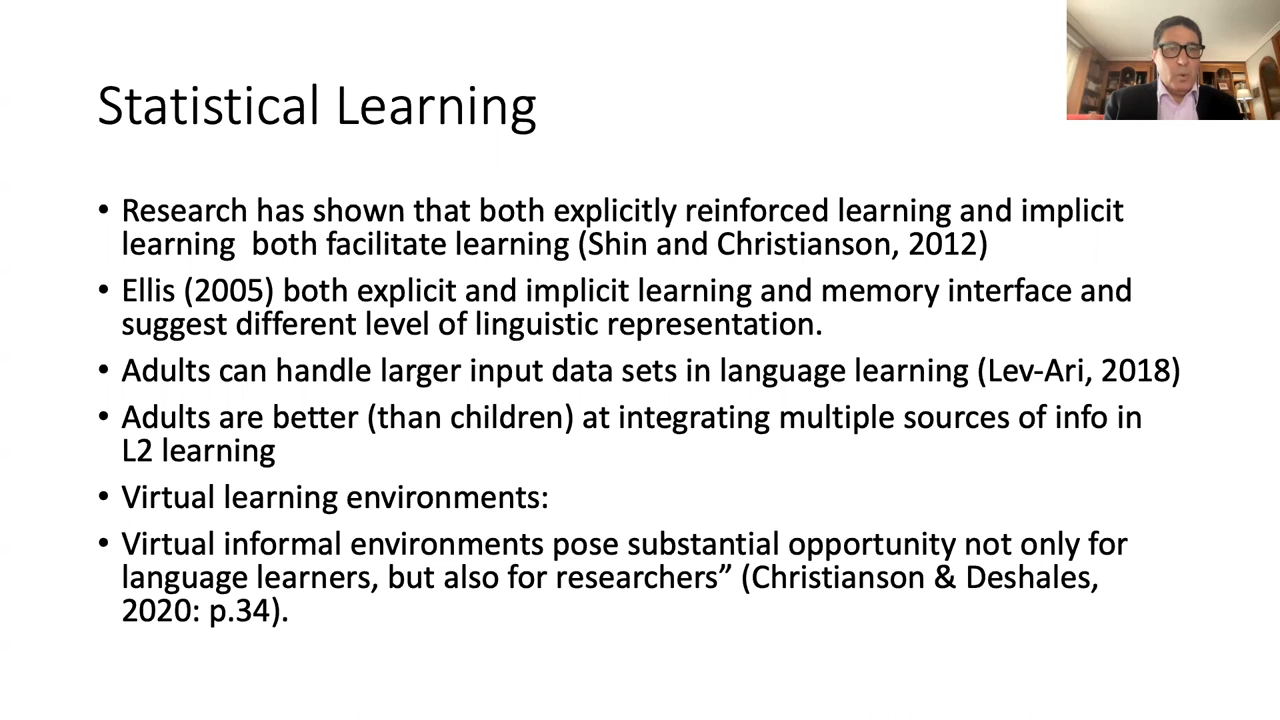 Statistical Learning
• Research has shown that both explicitly reinforced learning and implicit
learning  both facilitate learning (Shin and Christianson, 2012)
• Ellis (2005) both explicit and implicit learning and memory interface and
suggest different level of linguistic representation.
• Adults can handle larger input data sets in language learning (Lev-Ari, 2018)
• Adults are better (than children) at integrating multiple sources of info in
L2 learning
• Virtual learning environments:
• Virtual informal environments pose substantial opportunity not only for
language learners, but also for researchers” (Christianson & Deshales,
2020: p.34).